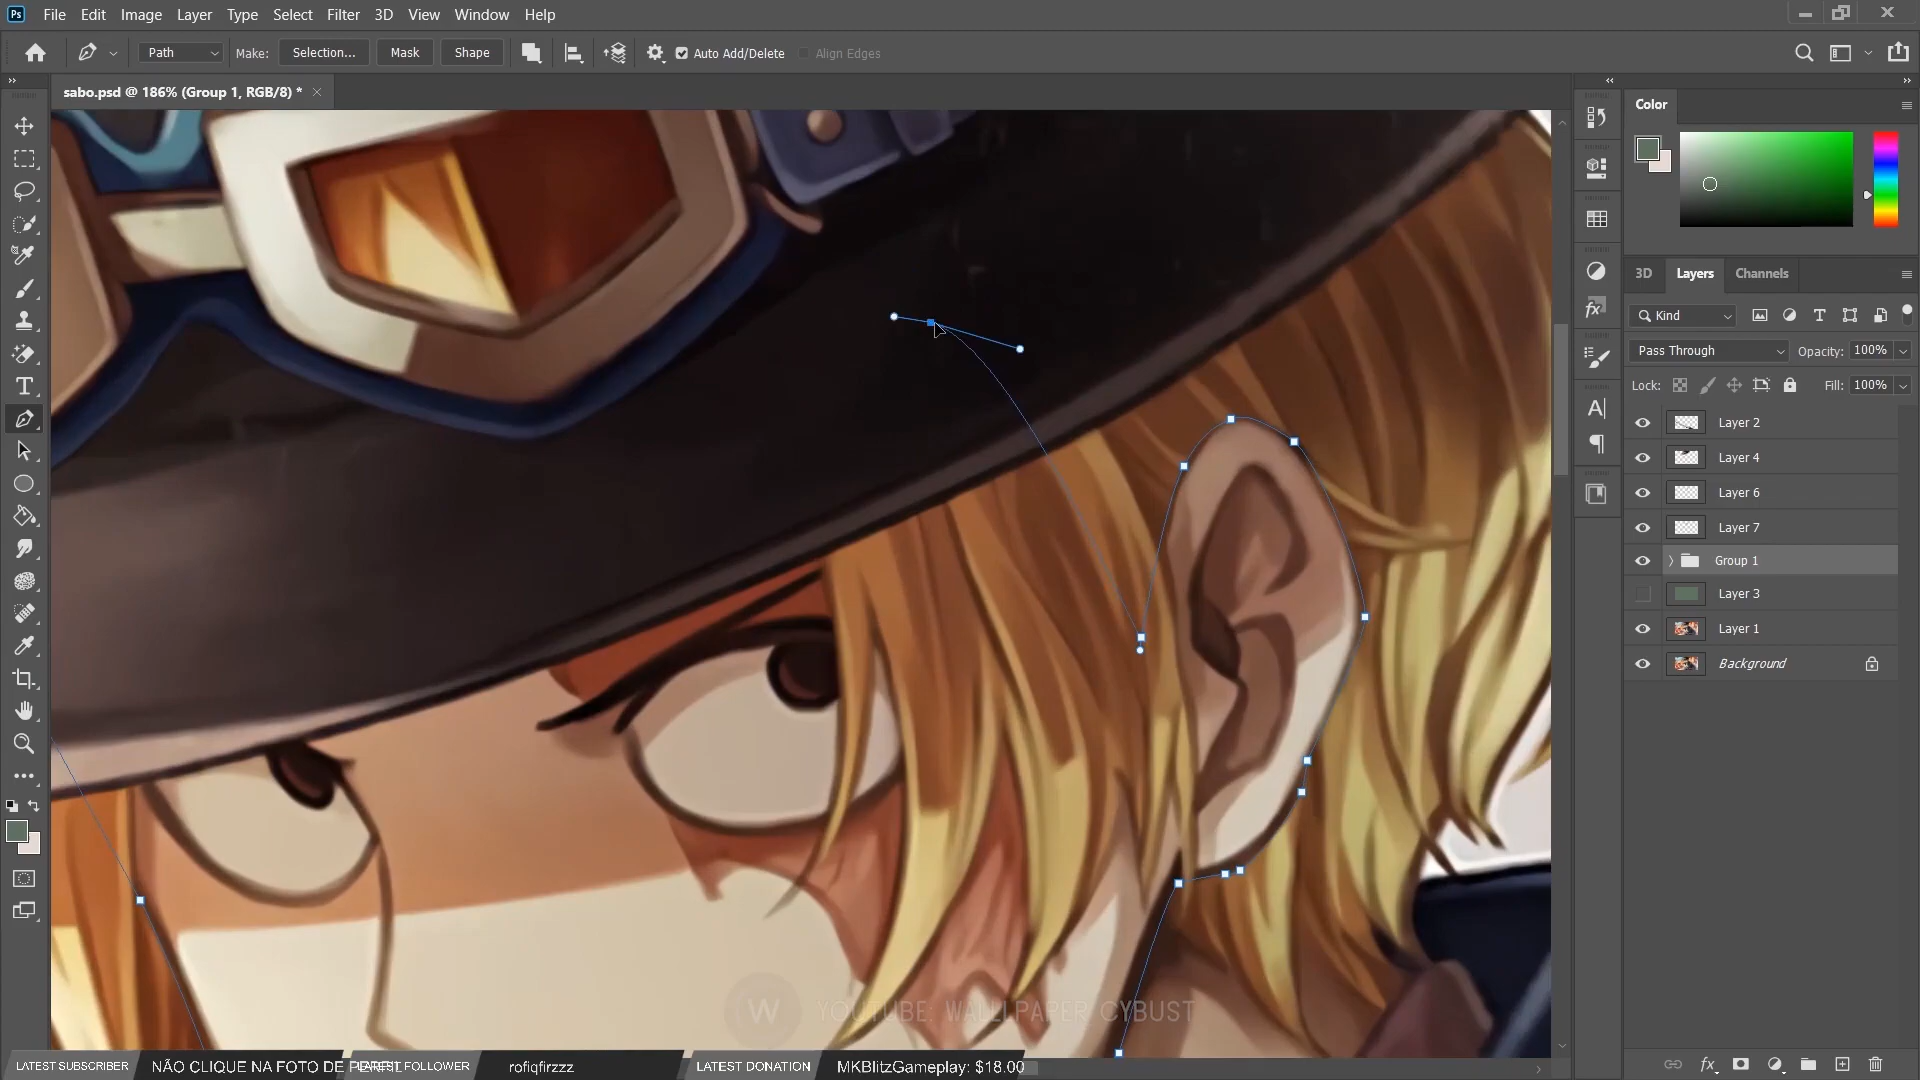 Ps File Edit Image Layer Type Select Filter 3D View Window Help
Path Make: Selection... Mask Shape Auto Add/Delete Align Edges
sabo.psd @ 186% (Group 1, RGB/8) *
Color
3D Layers Channels
Kind
Pass Through Opacity: 100%
Lock: Fill: 100%
Layer 2
Layer 4
Layer 6
Layer 7
Group 1
Layer 3
Layer 1
Background
W YOUTUBE: WALLLPAPER CYBUST
LATEST SUBSCRIBER NÃO CLIQUE NA FOTO DE PERFIL LATEST FOLLOWER rofiqfirzzz LATEST DONATION MKBlitzGameplay: $18.00